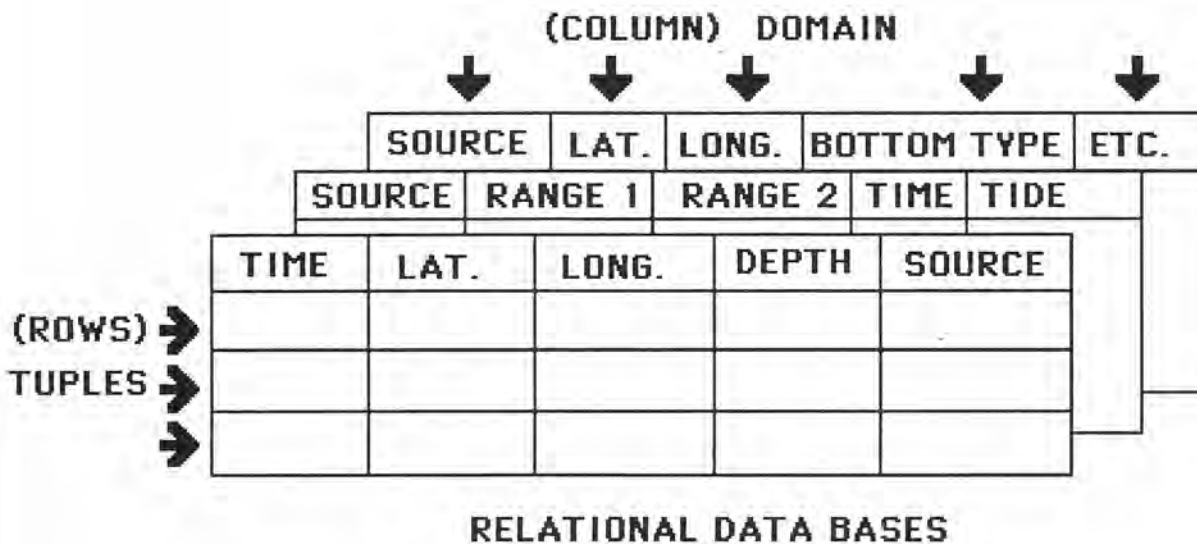 (COLUMN) DOMAIN
SOURCE LAT. LONG. BOTTOM TYPE ETC.
SOURCE RANGE 1 RANGE 2 TIME TIDE
TIME LAT. LONG. DEPTH SOURCE
(ROWS)
TUPLES
RELATIONAL DATA BASES